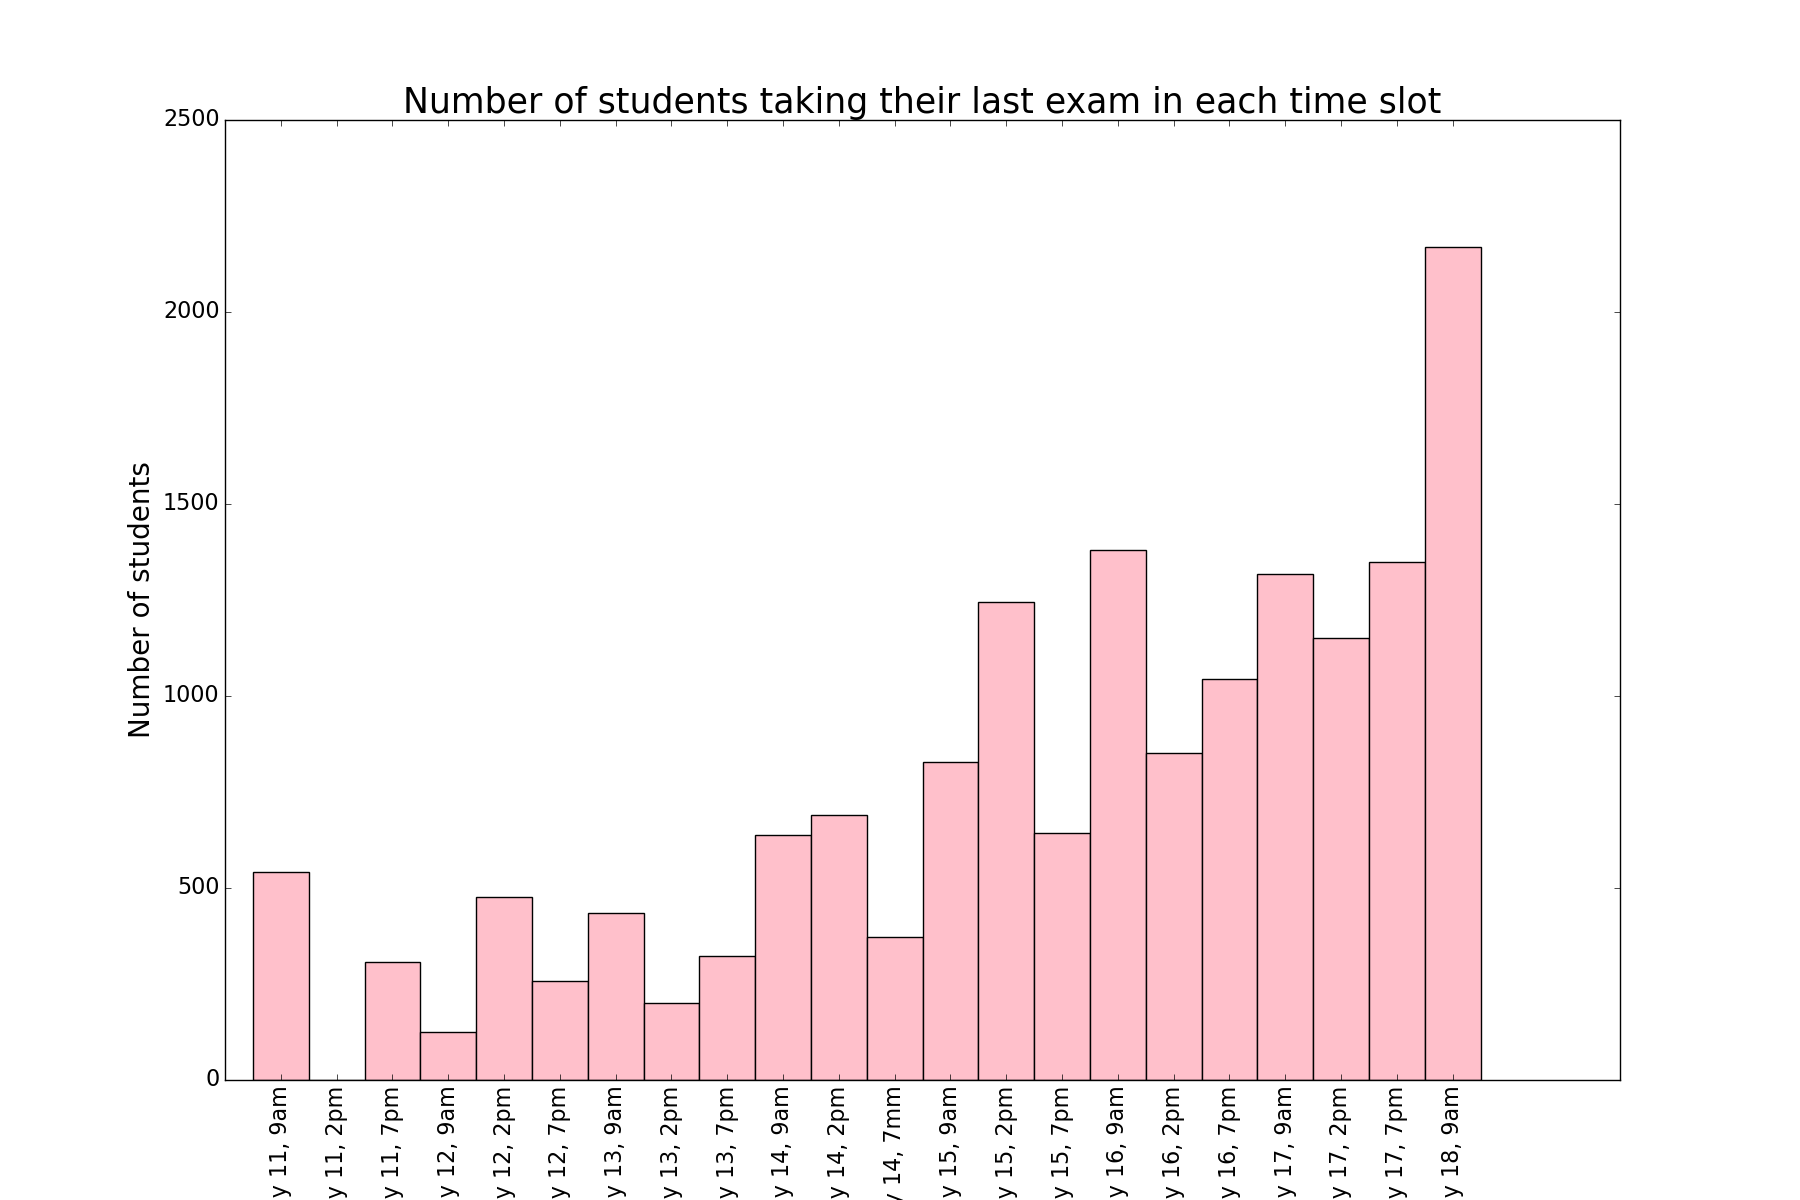 Number of students taking their last exam in each time slot
Number of students
2500
2000
1500
1000
500
0
y 11, 9am
y 11, 2pm
y 11, 7pm
y 12, 9am
y 12, 2pm
y 12, 7pm
y 13, 9am
y 13, 2pm
y 13, 7pm
y 14, 9am
y 14, 2pm
y 14, 7mm
y 15, 9am
y 15, 2pm
y 15, 7pm
y 16, 9am
y 16, 2pm
y 16, 7pm
y 17, 9am
y 17, 2pm
y 17, 7pm
y 18, 9am